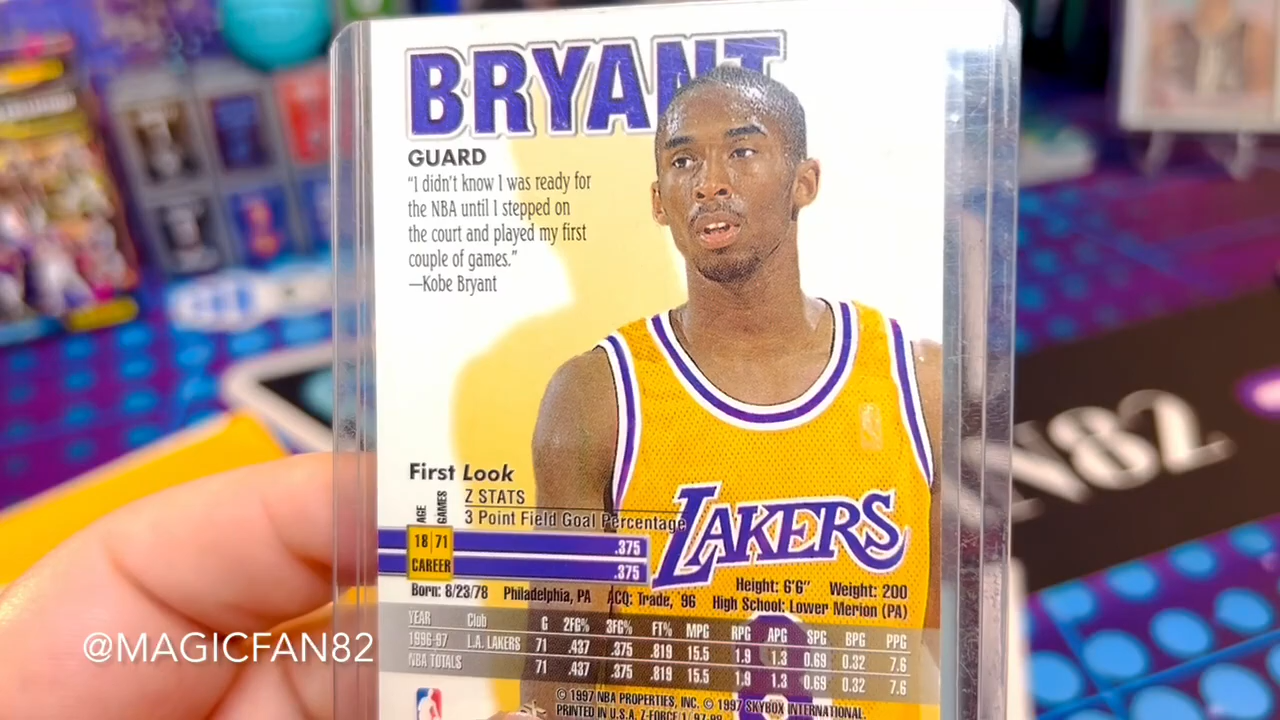 BRYANT
GUARD
“I didn't know I was ready for
the NBA until I stepped on
the court and played my first
couple of games.”
—Kobe Bryant
First Look
AGE GAMES Z STATS
3 Point Field Goal Percentage
18 71 .375
CAREER .375
LAKERS
Height: 6'6" Weight: 200
Born: 8/23/78 Philadelphia, PA ACQ: Trade, '96 High School: Lower Merion (PA)
YEAR Club G 2FG% 3FG% FT% MPG RPG APG SPG BPG PPG
1996-97 L.A. LAKERS 71 .437 .375 .819 15.5 1.9 1.3 0.69 0.32 7.6
NBA TOTALS 71 .437 .375 .819 15.5 1.9 1.3 0.69 0.32 7.6
© 1997 NBA PROPERTIES, INC. © 1997 SKYBOX INTERNATIONAL.
PRINTED IN U.S.A. Z-FORCE 1/ 97-98
N82
@MAGICFAN82